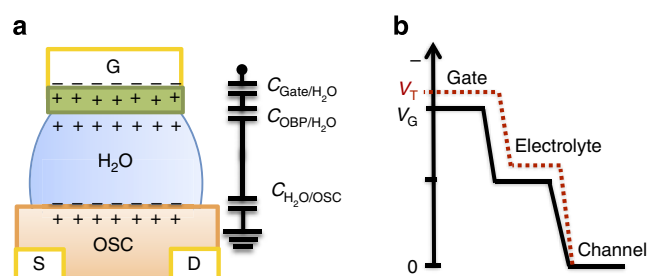 a
G
− − − − − − −
+ + + + + + +
+ + + + + + +
H₂O
− − − − − − −
+ + + + + + +
OSC
S
D
C_Gate/H₂O
C_OBP/H₂O
C_H₂O/OSC
b
−
V_T
Gate
V_G
Electrolyte
Channel
0